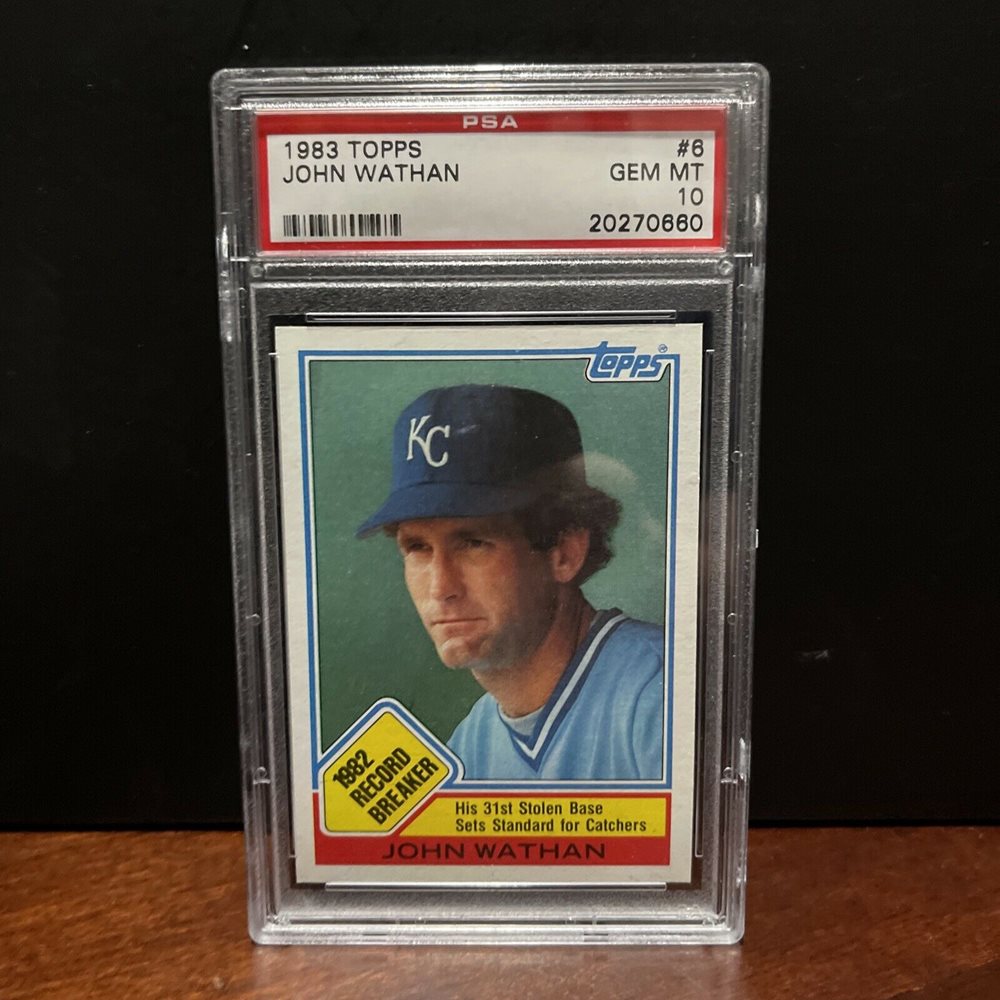 PSA
1983 TOPPS #6
JOHN WATHAN GEM MT
10
20270660
Topps®
KC
1982
RECORD
BREAKER
His 31st Stolen Base
Sets Standard for Catchers
JOHN WATHAN